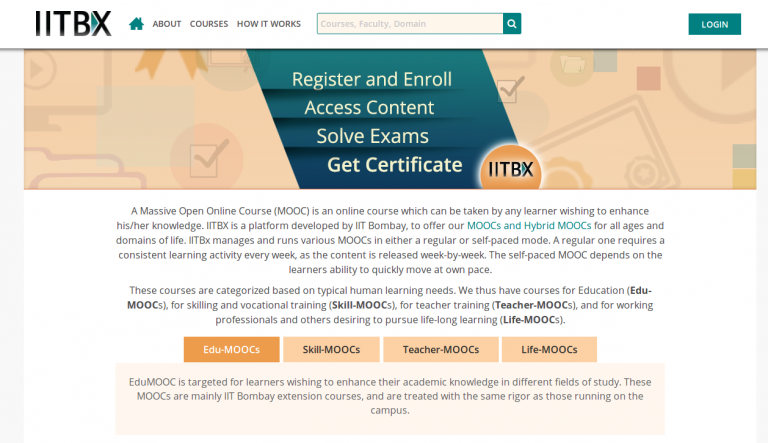 IITBX
ABOUT COURSES HOW IT WORKS
Courses, Faculty, Domain
LOGIN
Register and Enroll
Access Content
Solve Exams
Get Certificate
IITBX
A Massive Open Online Course (MOOC) is an online course which can be taken by any learner wishing to enhance
his/her knowledge. IITBX is a platform developed by IIT Bombay, to offer our MOOCs and Hybrid MOOCs for all ages and
domains of life. IITBx manages and runs various MOOCs in either a regular or self-paced mode. A regular one requires a
consistent learning activity every week, as the content is released week-by-week. The self-paced MOOC depends on the
learners ability to quickly move at own pace.
These courses are categorized based on typical human learning needs. We thus have courses for Education (Edu-
MOOCs), for skilling and vocational training (Skill-MOOCs), for teacher training (Teacher-MOOCs), and for working
professionals and others desiring to pursue life-long learning (Life-MOOCs).
Edu-MOOCs Skill-MOOCs Teacher-MOOCs Life-MOOCs
EduMOOC is targeted for learners wishing to enhance their academic knowledge in different fields of study. These
MOOCs are mainly IIT Bombay extension courses, and are treated with the same rigor as those running on the
campus.